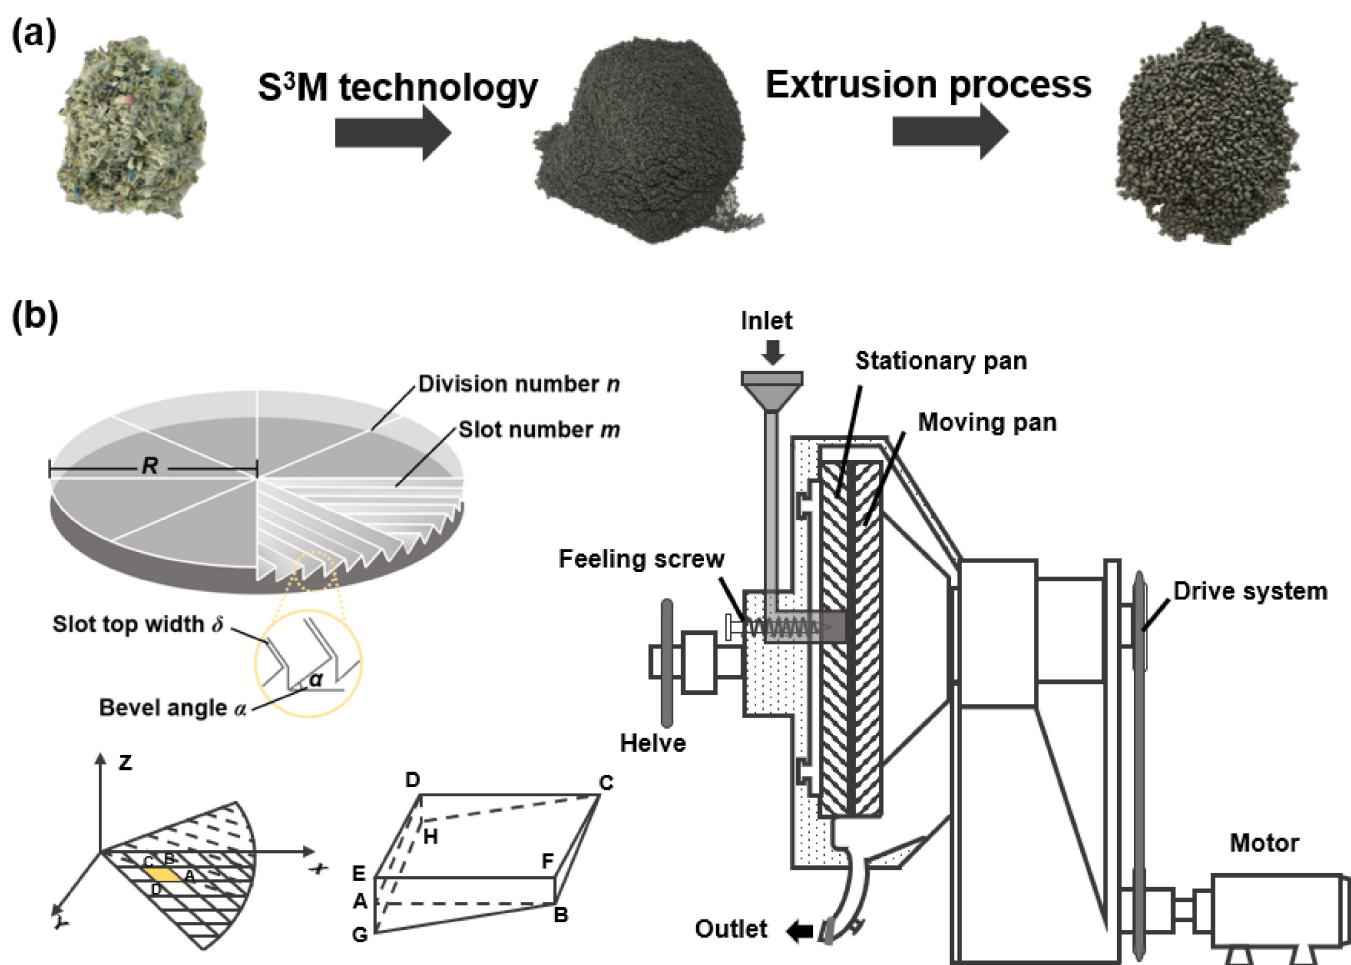 (a)
S³M technology
Extrusion process
(b)
Division number n
Slot number m
R
Slot top width δ
α
Bevel angle α
Inlet
Stationary pan
Moving pan
Feeling screw
Drive system
Helve
Motor
Outlet
Z
x
y
C B
A
D
D
C
H
E
F
A
B
G